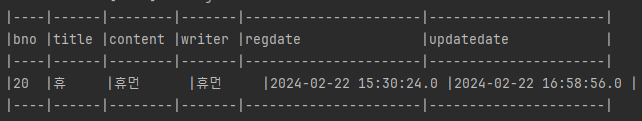 |----|------|--------|-------|----------------------|----------------------|
|bno |title |content |writer |regdate               |updatedate            |
|----|------|--------|-------|----------------------|----------------------|
|20  |휴     |휴먼      |휴먼     |2024-02-22 15:30:24.0 |2024-02-22 16:58:56.0 |
|----|------|--------|-------|----------------------|----------------------|